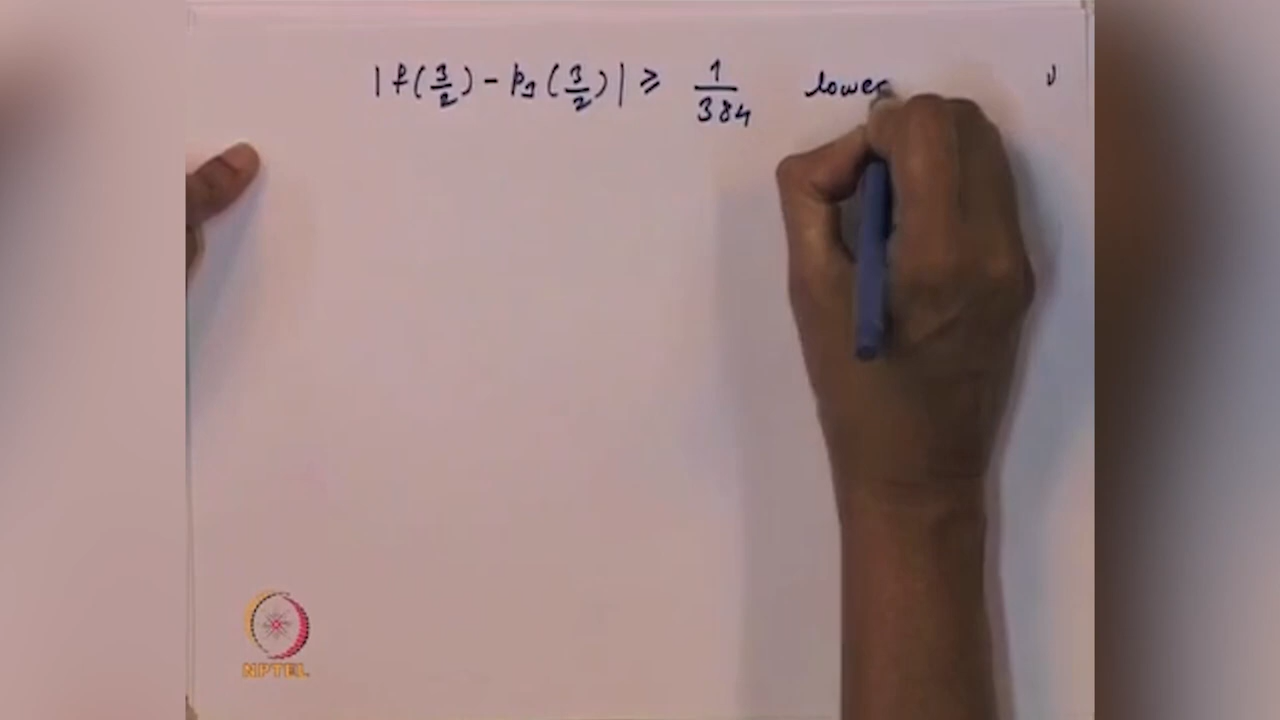 |f(3/2) - p₁(3/2)| ≥ 1/384 lower
NPTEL